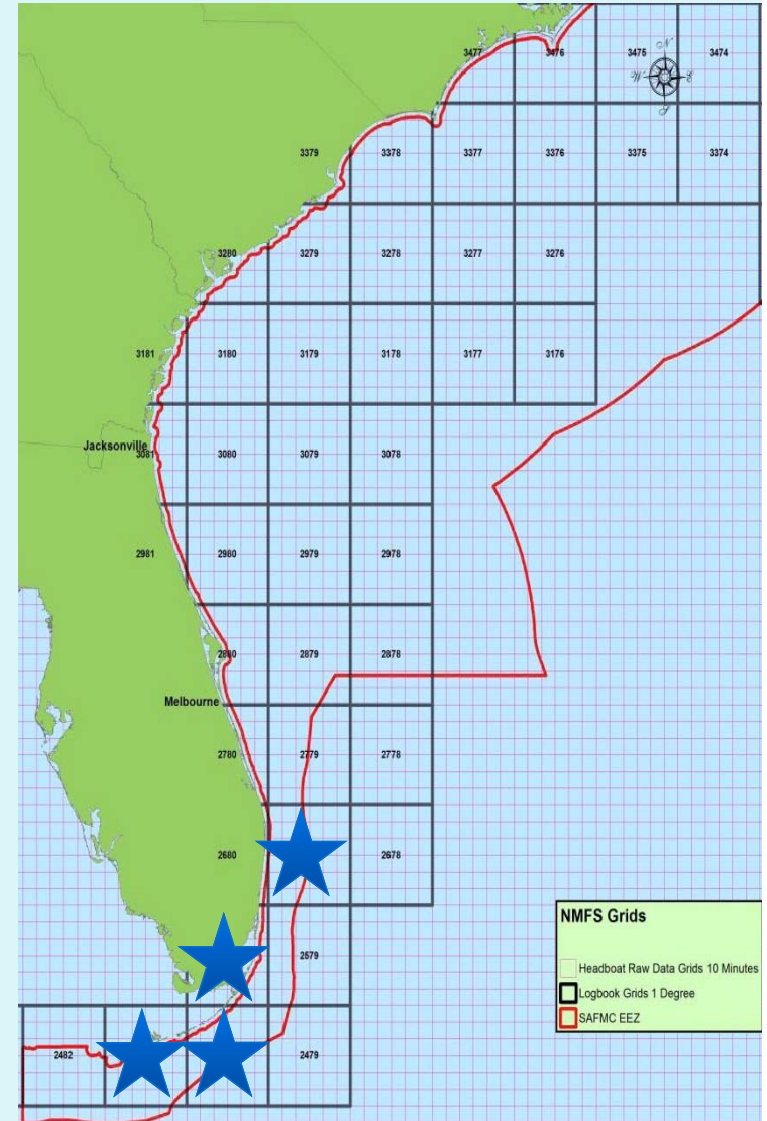 3477 3476 3475 3474
N
W E
S
3379 3378 3377 3376 3375 3374
3280 3279 3278 3277 3276
3181 3180 3179 3178 3177 3176
Jacksonville
3081 3080 3079 3078
2981 2980 2979 2978
2880 2879 2878
Melbourne
2780 2779 2778
2680 2678
2579
2482 2479
NMFS Grids
Headboat Raw Data Grids 10 Minutes
Logbook Grids 1 Degree
SAFMC EEZ